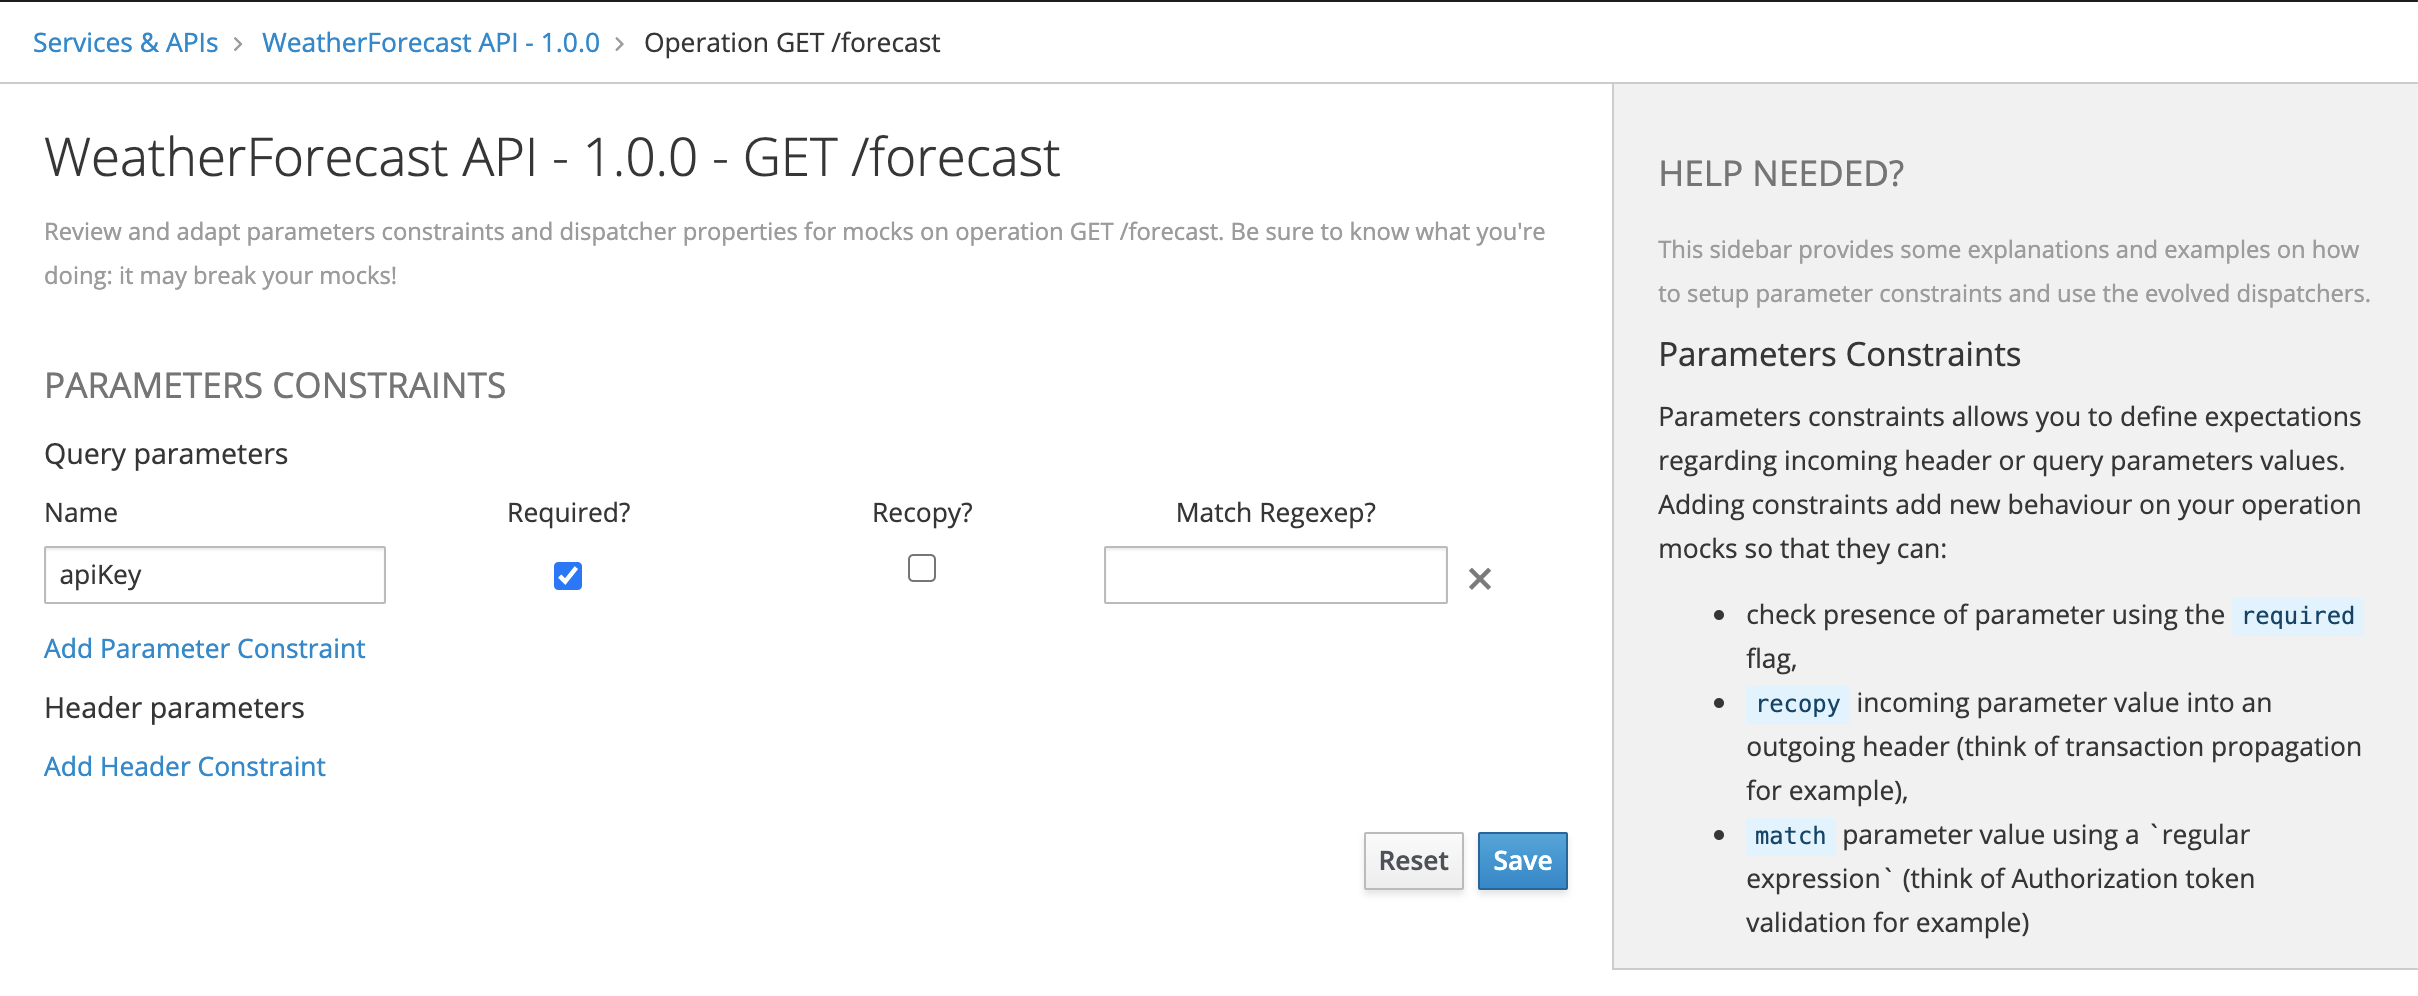 Services & APIs > WeatherForecast API - 1.0.0 > Operation GET /forecast
WeatherForecast API - 1.0.0 - GET /forecast
Review and adapt parameters constraints and dispatcher properties for mocks on operation GET /forecast. Be sure to know what you're
doing: it may break your mocks!
PARAMETERS CONSTRAINTS
Query parameters
Name Required? Recopy? Match Regexep?
apiKey
Add Parameter Constraint
Header parameters
Add Header Constraint
Reset Save
HELP NEEDED?
This sidebar provides some explanations and examples on how
to setup parameter constraints and use the evolved dispatchers.
Parameters Constraints
Parameters constraints allows you to define expectations
regarding incoming header or query parameters values.
Adding constraints add new behaviour on your operation
mocks so that they can:
• check presence of parameter using the required
flag,
• recopy incoming parameter value into an
outgoing header (think of transaction propagation
for example),
• match parameter value using a `regular
expression` (think of Authorization token
validation for example)